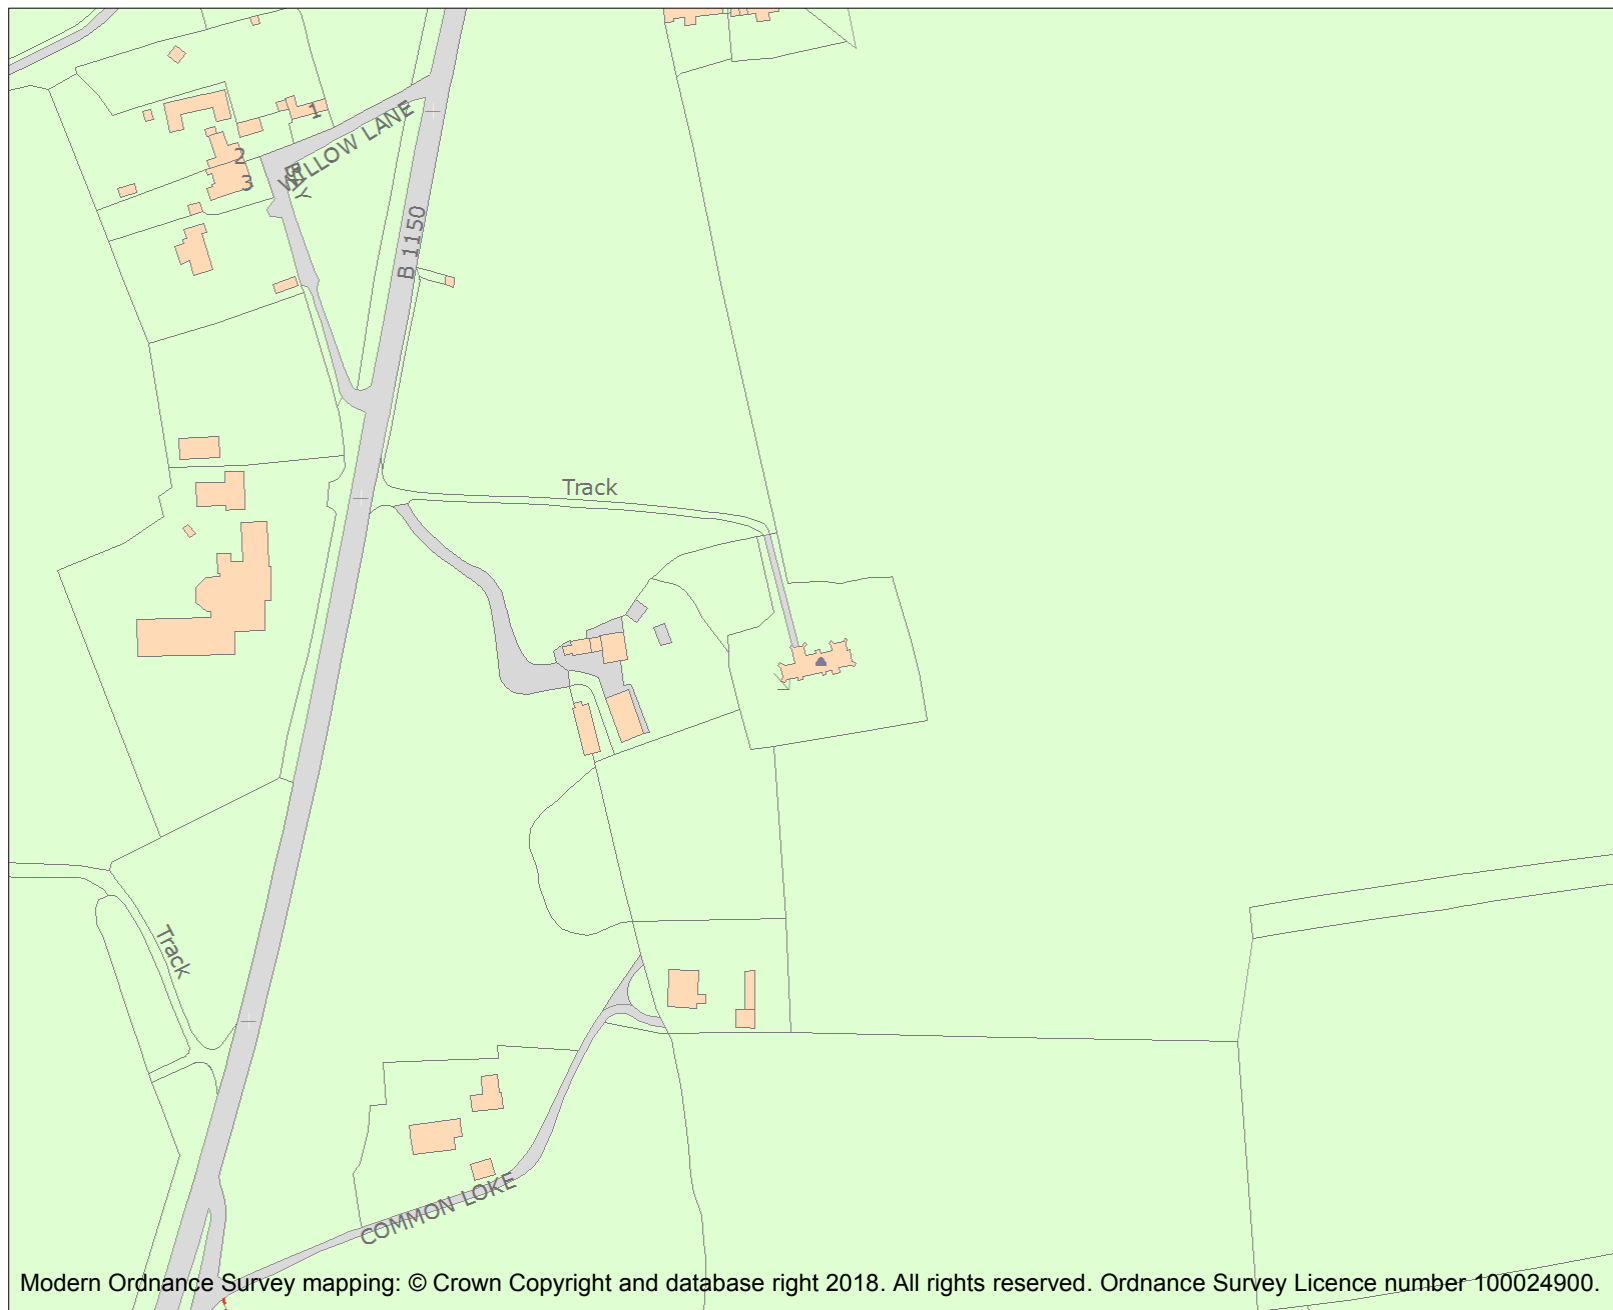 1
WILLOW LANE
2
3
B 1150
Track
Track
COMMON LOKE
Modern Ordnance Survey mapping: © Crown Copyright and database right 2018. All rights reserved. Ordnance Survey Licence number 100024900.